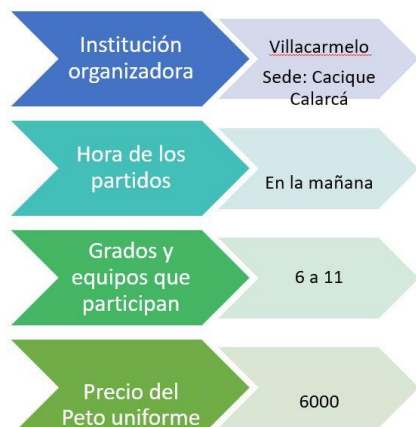 Institución
organizadora
Villacarmelo
Sede: Cacique
Calarcá
Hora de los
partidos
En la mañana
Grados y
equipos que
participan
6 a 11
Precio del
Peto uniforme
6000